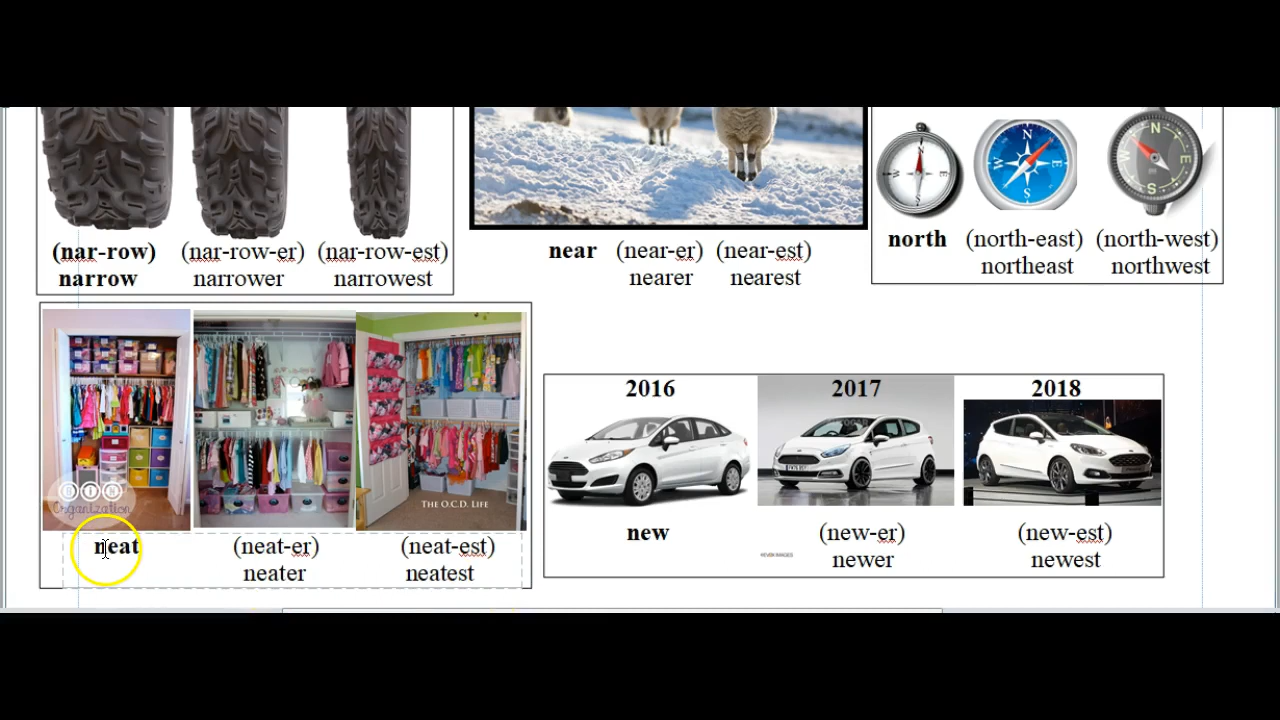 (nar-row) (nar-row-er) (nar-row-est)
narrow narrower narrowest
near (near-er) (near-est)
nearer nearest
north (north-east) (north-west)
northeast northwest
DIB
Organization
THE O.C.D. LIFE
neat (neat-er) (neat-est)
neater neatest
2016 2017 2018
new (new-er) (new-est)
newer newest